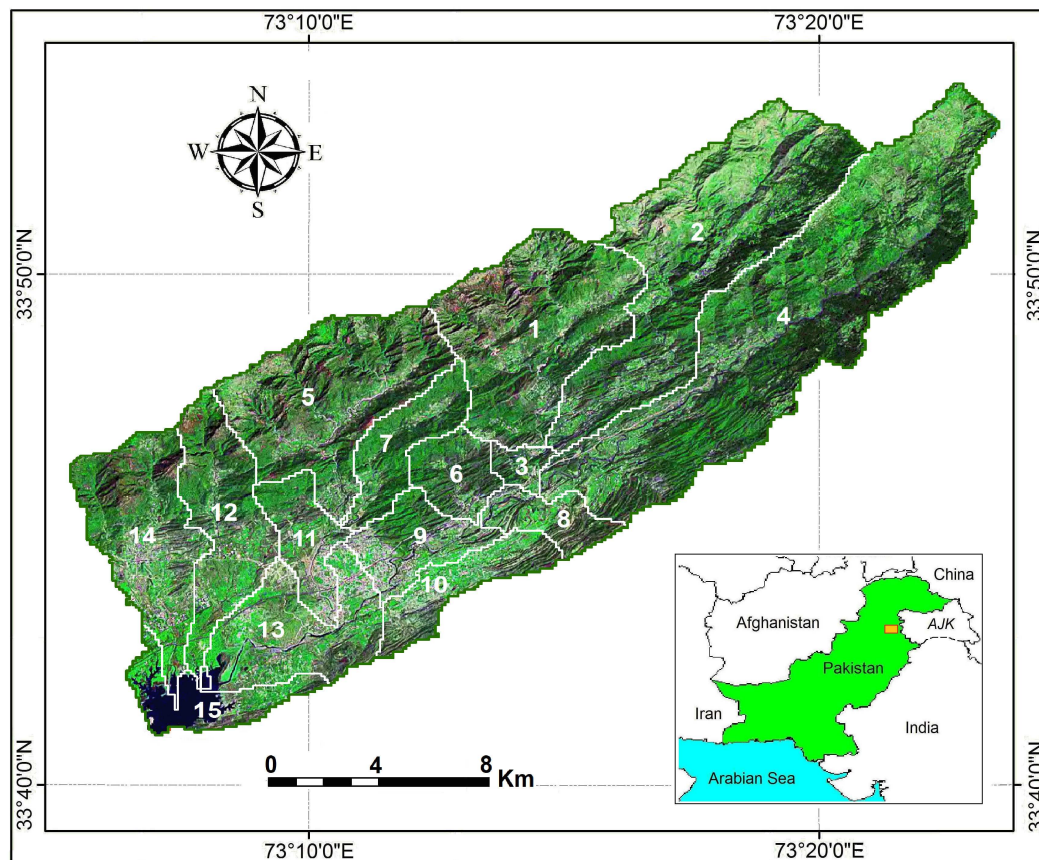 73°10'0"E
73°20'0"E
N
W
E
S
33°50'0"N
33°50'0"N
2
1
4
5
7
6
3
12
8
14
11
9
10
13
15
0
4
8
Km
China
Afghanistan
AJK
Pakistan
Iran
India
Arabian Sea
33°40'0"N
33°40'0"N
73°10'0"E
73°20'0"E